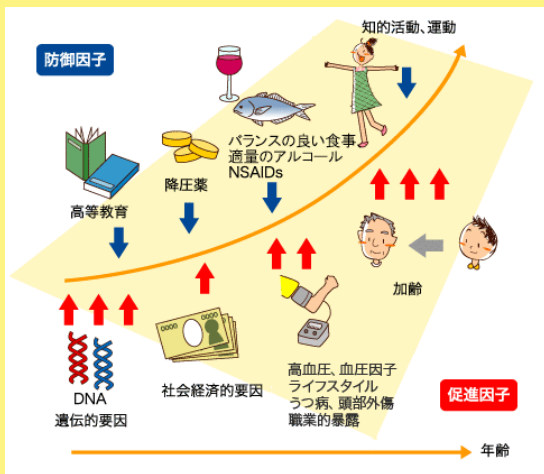 防御因子
知的活動、運動
バランスの良い食事
適量のアルコール
NSAIDs
降圧薬
高等教育
加齢
DNA
遺伝的要因
社会経済的要因
高血圧、血圧因子
ライフスタイル
うつ病、頭部外傷
職業的暴露
促進因子
年齢